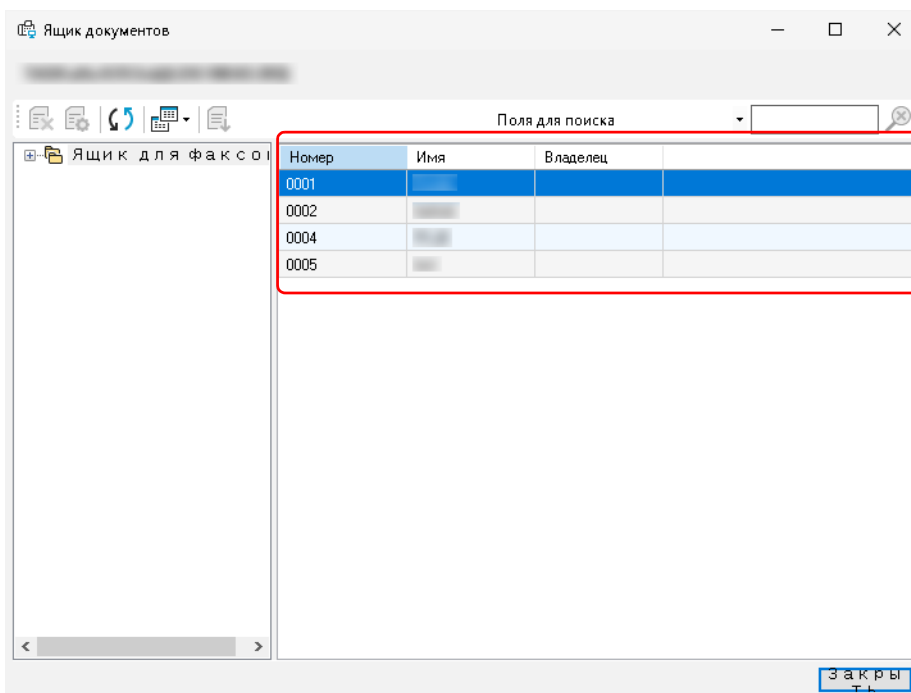 Ящик документов
Поля для поиска
Ящик для факсо
Номер Имя Владелец
0001
0002
0004
0005
Закры
ть